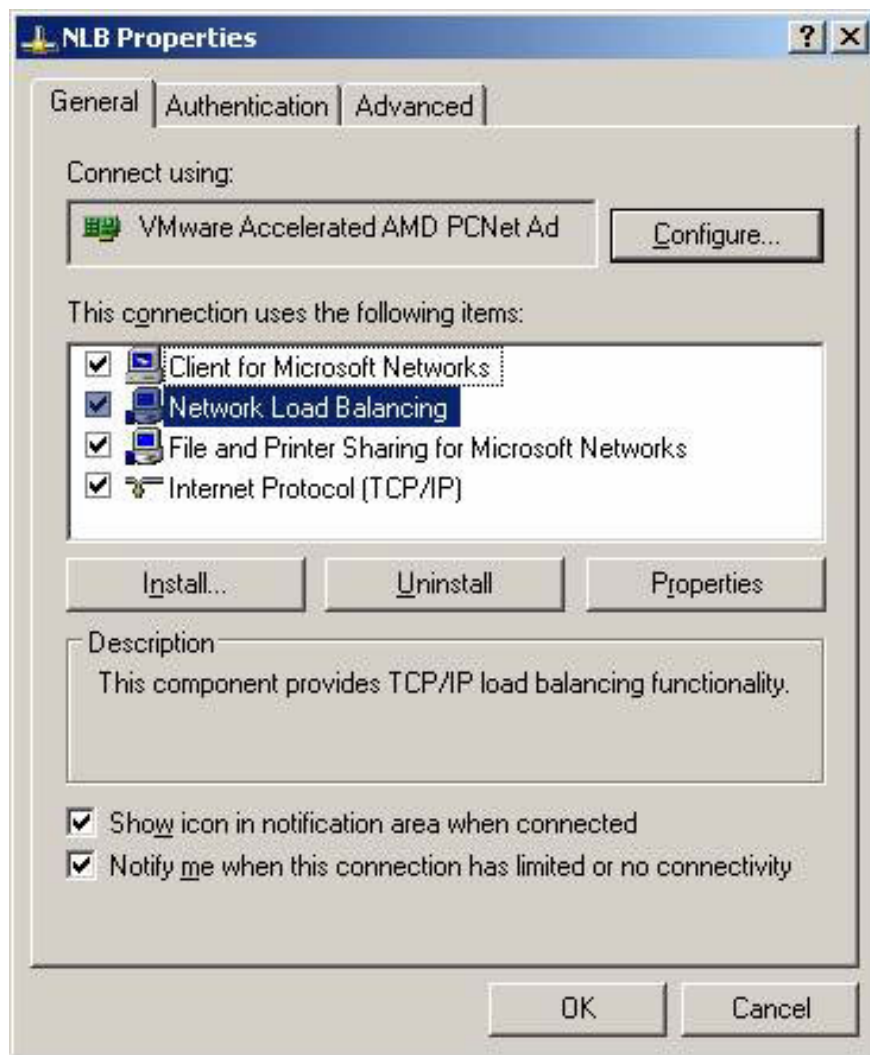 NLB Properties
General Authentication Advanced
Connect using:
VMware Accelerated AMD PCNet Ad
Configure...
This connection uses the following items:
Client for Microsoft Networks
Network Load Balancing
File and Printer Sharing for Microsoft Networks
Internet Protocol (TCP/IP)
Install... Uninstall Properties
Description
This component provides TCP/IP load balancing functionality.
Show icon in notification area when connected
Notify me when this connection has limited or no connectivity
OK Cancel